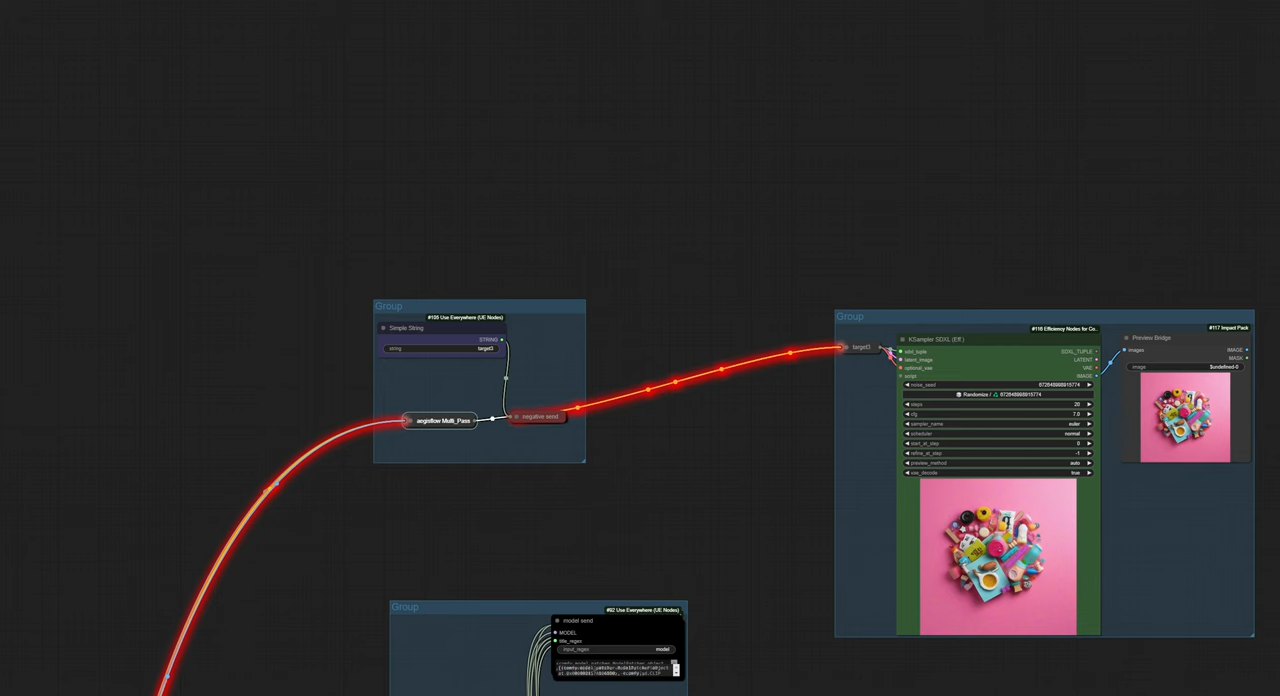 Group
#105 Use Everywhere (UE Nodes)
Simple String
STRING
string target3
aegisflow Multi_Pass
negative send
Group
#92 Use Everywhere (UE Nodes)
model send
MODEL
title_regex
input_regex model
Group
target3
#118 Efficiency Nodes for Co..
KSampler SDXL (Eff.)
sdxl_tuple SDXL_TUPLE
latent_image LATENT
optional_vae VAE
script IMAGE
noise_seed 672648998915774
Randomize / 672648998915774
steps 20
cfg 7.0
sampler_name euler
scheduler normal
start_at_step 0
refine_at_step -1
preview_method auto
vae_decode true
#117 Impact Pack
Preview Bridge
images IMAGE
MASK
image $undefined-0